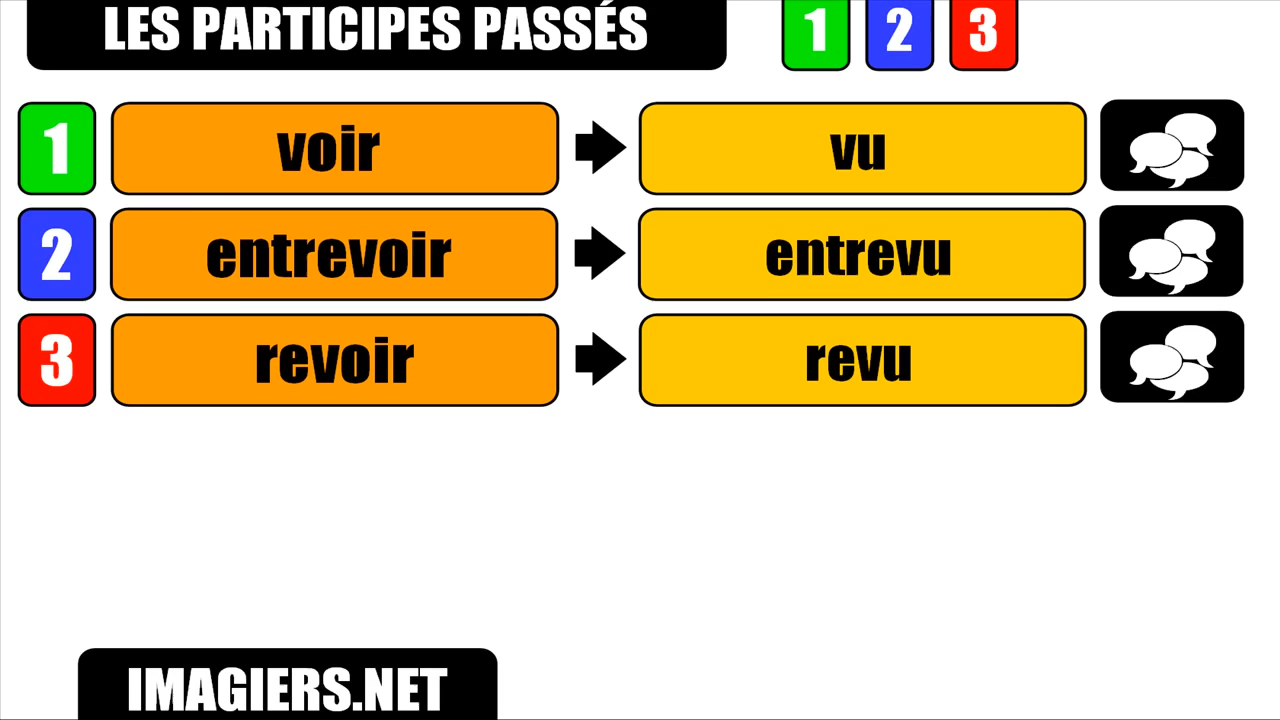 LES PARTICIPES PASSÉS 1 2 3
1 voir vu
2 entrevoir entrevu
3 revoir revu
IMAGIERS.NET